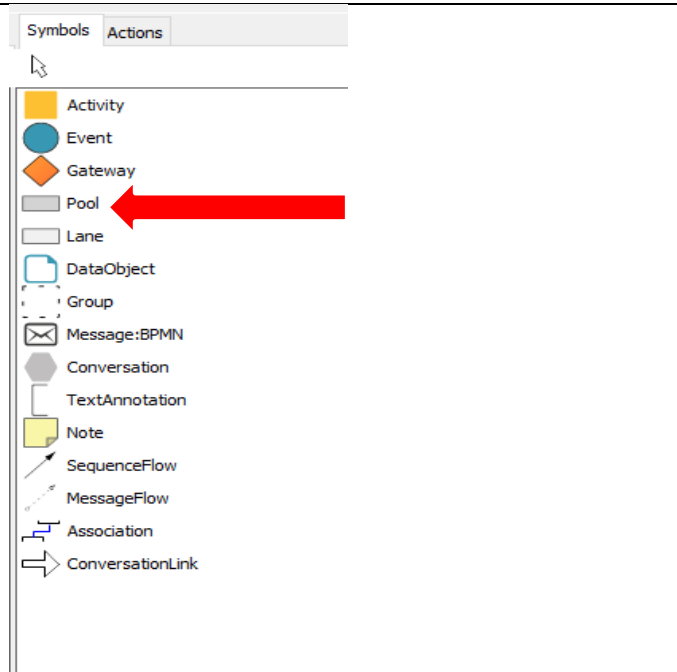 Symbols Actions
Activity
Event
Gateway
Pool
Lane
DataObject
Group
Message:BPMN
Conversation
TextAnnotation
Note
SequenceFlow
MessageFlow
Association
ConversationLink